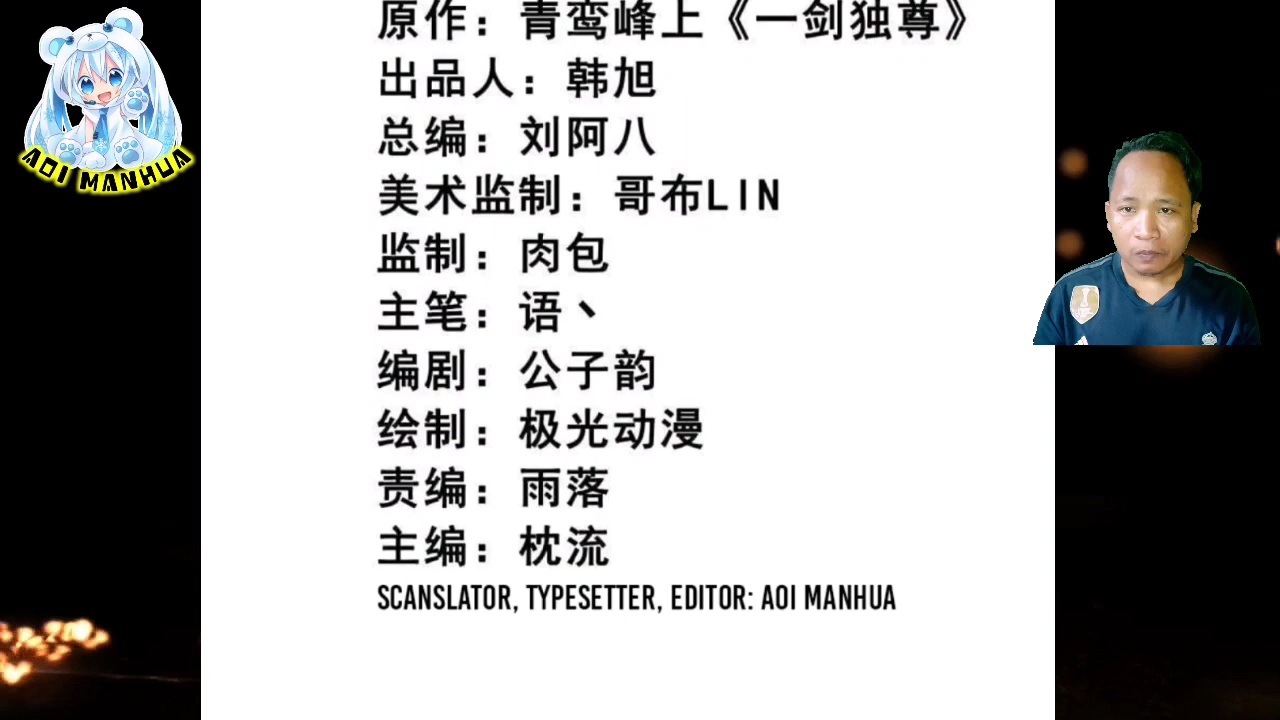 原作：青鸾峰上《一剑独尊》
出品人：韩旭
总编：刘阿八
美术监制：哥布LIN
监制：肉包
主笔：语丶
编剧：公子韵
绘制：极光动漫
责编：雨落
主编：枕流
SCANSLATOR, TYPESETTER, EDITOR: AOI MANHUA
AOI MANHUA